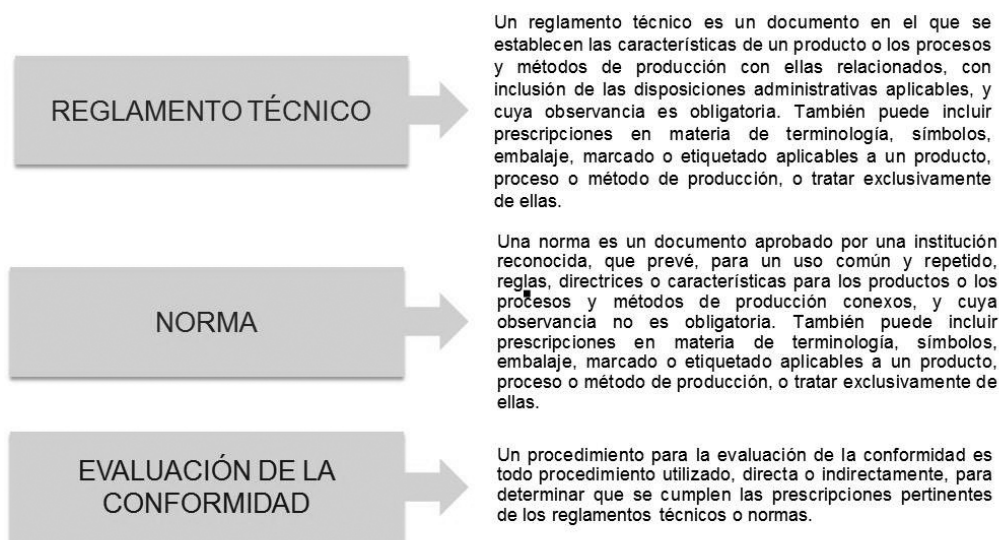 REGLAMENTO TÉCNICO
Un reglamento técnico es un documento en el que se
establecen las características de un producto o los procesos
y métodos de producción con ellas relacionados, con
inclusión de las disposiciones administrativas aplicables, y
cuya observancia es obligatoria. También puede incluir
prescripciones en materia de terminología, símbolos,
embalaje, marcado o etiquetado aplicables a un producto,
proceso o método de producción, o tratar exclusivamente
de ellas.
NORMA
Una norma es un documento aprobado por una institución
reconocida, que prevé, para un uso común y repetido,
reglas, directrices o características para los productos o los
procesos y métodos de producción conexos, y cuya
observancia no es obligatoria. También puede incluir
prescripciones en materia de terminología, símbolos,
embalaje, marcado o etiquetado aplicables a un producto,
proceso o método de producción, o tratar exclusivamente de
ellas.
EVALUACIÓN DE LA
CONFORMIDAD
Un procedimiento para la evaluación de la conformidad es
todo procedimiento utilizado, directa o indirectamente, para
determinar que se cumplen las prescripciones pertinentes
de los reglamentos técnicos o normas.